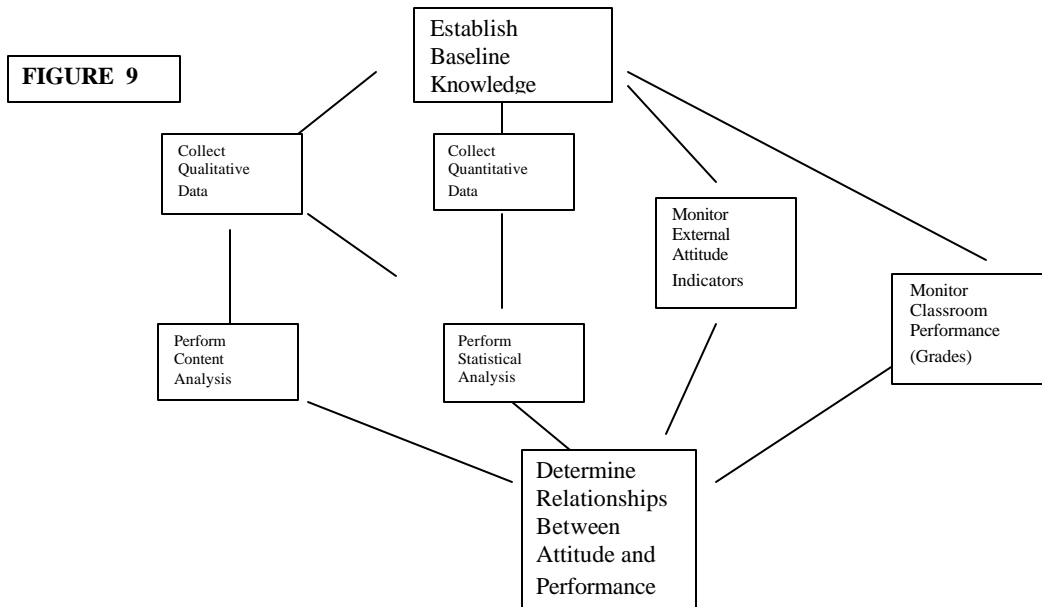 Establish
Baseline
Knowledge
FIGURE 9
Collect
Qualitative
Data
Collect
Quantitative
Data
Monitor
External
Attitude
Indicators
Monitor
Classroom
Performance
(Grades)
Perform
Content
Analysis
Perform
Statistical
Analysis
Determine
Relationships
Between
Attitude and
Performance